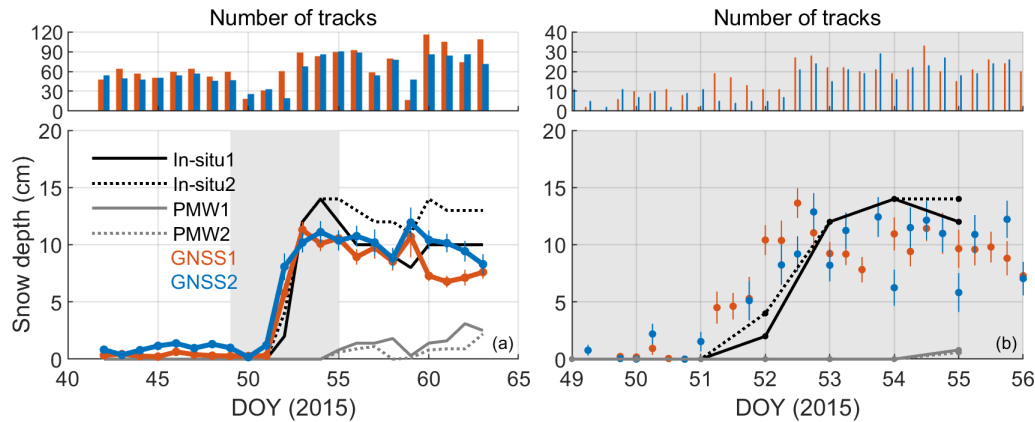 Number of tracks
120
90
60
30
0
20
15
10
5
0
Snow depth (cm)
In-situ1
In-situ2
PMW1
PMW2
GNSS1
GNSS2
(a)
40 45 50 55 60 65
DOY (2015)
Number of tracks
40
30
20
10
0
20
15
10
5
0
(b)
49 50 51 52 53 54 55 56
DOY (2015)